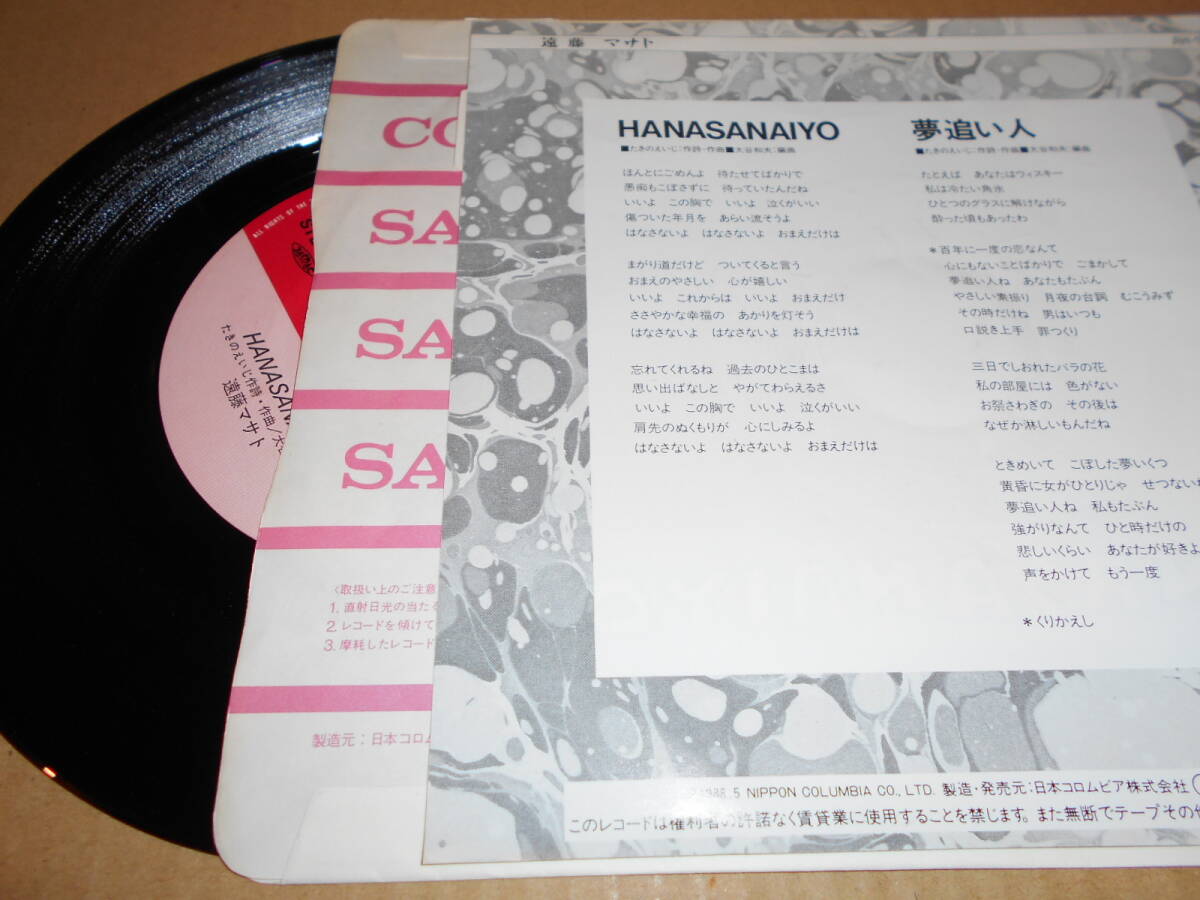 遠藤 マサト
HANASANAIYO
■たきのえいじ:作詩・作曲■大谷和夫:編曲
ほんとにごめんよ 待たせてばかりで
愚痴もこぼさずに 待っていたんだね
いいよ この胸で いいよ 泣くがいい
傷ついた年月を あらい流そうよ
はなさないよ はなさないよ おまえだけは
まがり道だけど ついてくると言う
おまえのやさしい 心が嬉しい
いいよ これからは いいよ おまえだけ
ささやかな幸福の あかりを灯そう
はなさないよ はなさないよ おまえだけは
忘れてくれるね 過去のひとこまは
思い出ばなしと やがてわらえるさ
いいよ この胸で いいよ 泣くがいい
肩先のぬくもりが 心にしみるよ
はなさないよ はなさないよ おまえだけは
夢追い人
■たきのえいじ:作詩・作曲■大谷和夫:編曲
たとえば あなたはウィスキー
私は冷たい角氷
ひとつのグラスに解けながら
酔った頃もあったわ
*百年に一度の恋なんて
心にもないことばかりで ごまかして
夢追い人ね あなたもたぶん
やさしい素振り 月夜の台詞 むこうみず
その時だけね 男はいつも
口説き上手 罪つくり
三日でしおれたバラの花
私の部屋には 色がない
お祭さわぎの その後は
なぜか淋しいもんだね
ときめいて こぼした夢いくつ
黄昏に女がひとりじゃ せつないね
夢追い人ね 私もたぶん
強がりなんて ひと時だけの
悲しいくらい あなたが好きよ
声をかけて もう一度
*くりかえし
1988.5 NIPPON COLUMBIA CO., LTD. 製造・発売元:日本コロムビア株式会社
このレコードは権利者の許諾なく賃貸業に使用することを禁じます。また無断でテープその他
CO
SA
SA
SA
〈取扱い上のご注意
1. 直射日光の当たる
2. レコードを傾けて
3. 摩耗したレコード
製造元:日本コロム
ALL RIGHTS OF THE
STE
HANASAN
たきのえいじ作詩・作曲/大
遠藤マサト